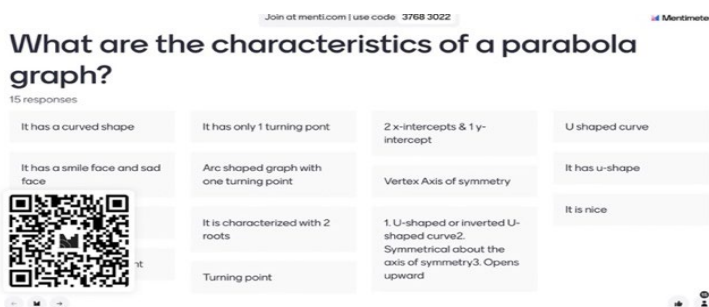 Join at menti.com | use code 3768 3022
Mentimete
What are the characteristics of a parabola
graph?
15 responses
It has a curved shape
It has a smile face and sad
face
nt
It has only 1 turning pont
Arc shaped graph with
one turning point
It is characterized with 2
roots
Turning point
2 x-intercepts & 1 y-
intercept
Vertex Axis of symmetry
1. U-shaped or inverted U-
shaped curve2.
Symmetrical about the
axis of symmetry3. Opens
upward
U shaped curve
It has u-shape
It is nice